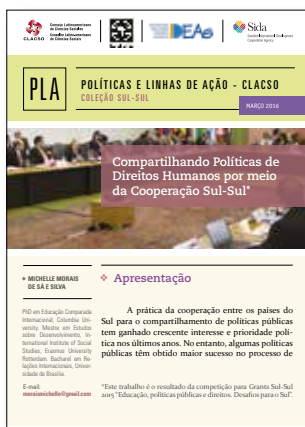 CLACSO
Consejo Latinoamericano
de Ciencias Sociales
Conselho Latino-americano
de Ciências Sociais
IDEAs
Sida
PLA
POLÍTICAS E LINHAS DE AÇÃO - CLACSO
COLEÇÃO SUL-SUL
MARÇO 2016
Compartilhando Políticas de
Direitos Humanos por meio
da Cooperação Sul-Sul*
MICHELLE MORAIS
DE SÁ E SILVA
PhD em Educação Comparada
Internacional, Columbia Uni-
versity. Mestre em Estudos
sobre Desenvolvimento, In-
ternational Institute of Social
Studies, Erasmus University
Rotterdam. Bacharel em Re-
lações Internacionais, Univer-
sidade de Brasília.
E-mail:
moraismichelle@gmail.com
❖ Apresentação
A prática da cooperação entre os países do
Sul para o compartilhamento de políticas públicas
tem ganhado crescente interesse e prioridade polí-
tica nos últimos anos. No entanto, algumas políticas
públicas têm obtido maior sucesso no processo de
*Este trabalho é o resultado da competição para Grants Sul-Sul
2015 "Educação, políticas públicas e direitos. Desafios para o Sul".